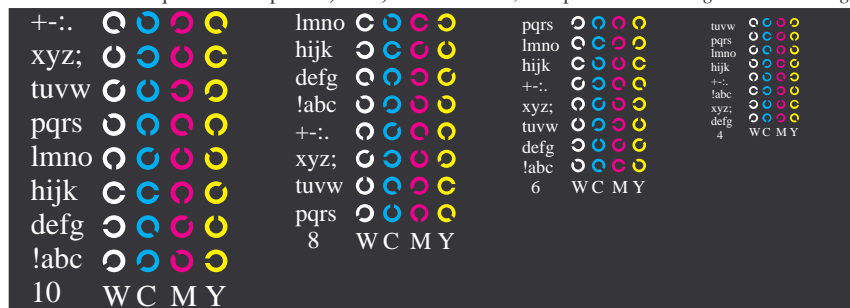 +-:.
xyz;
tuvw
pqrs
lmno
hijk
defg
!abc
10 W C M Y
lmno
hijk
defg
!abc
+-:.
xyz;
tuvw
pqrs
8 W C M Y
pqrs
lmno
hijk
+-:.
xyz;
tuvw
defg
!abc
6 W C M Y
tuvw
pqrs
lmno
hijk
+-:.
!abc
xyz;
defg
4 W C M Y